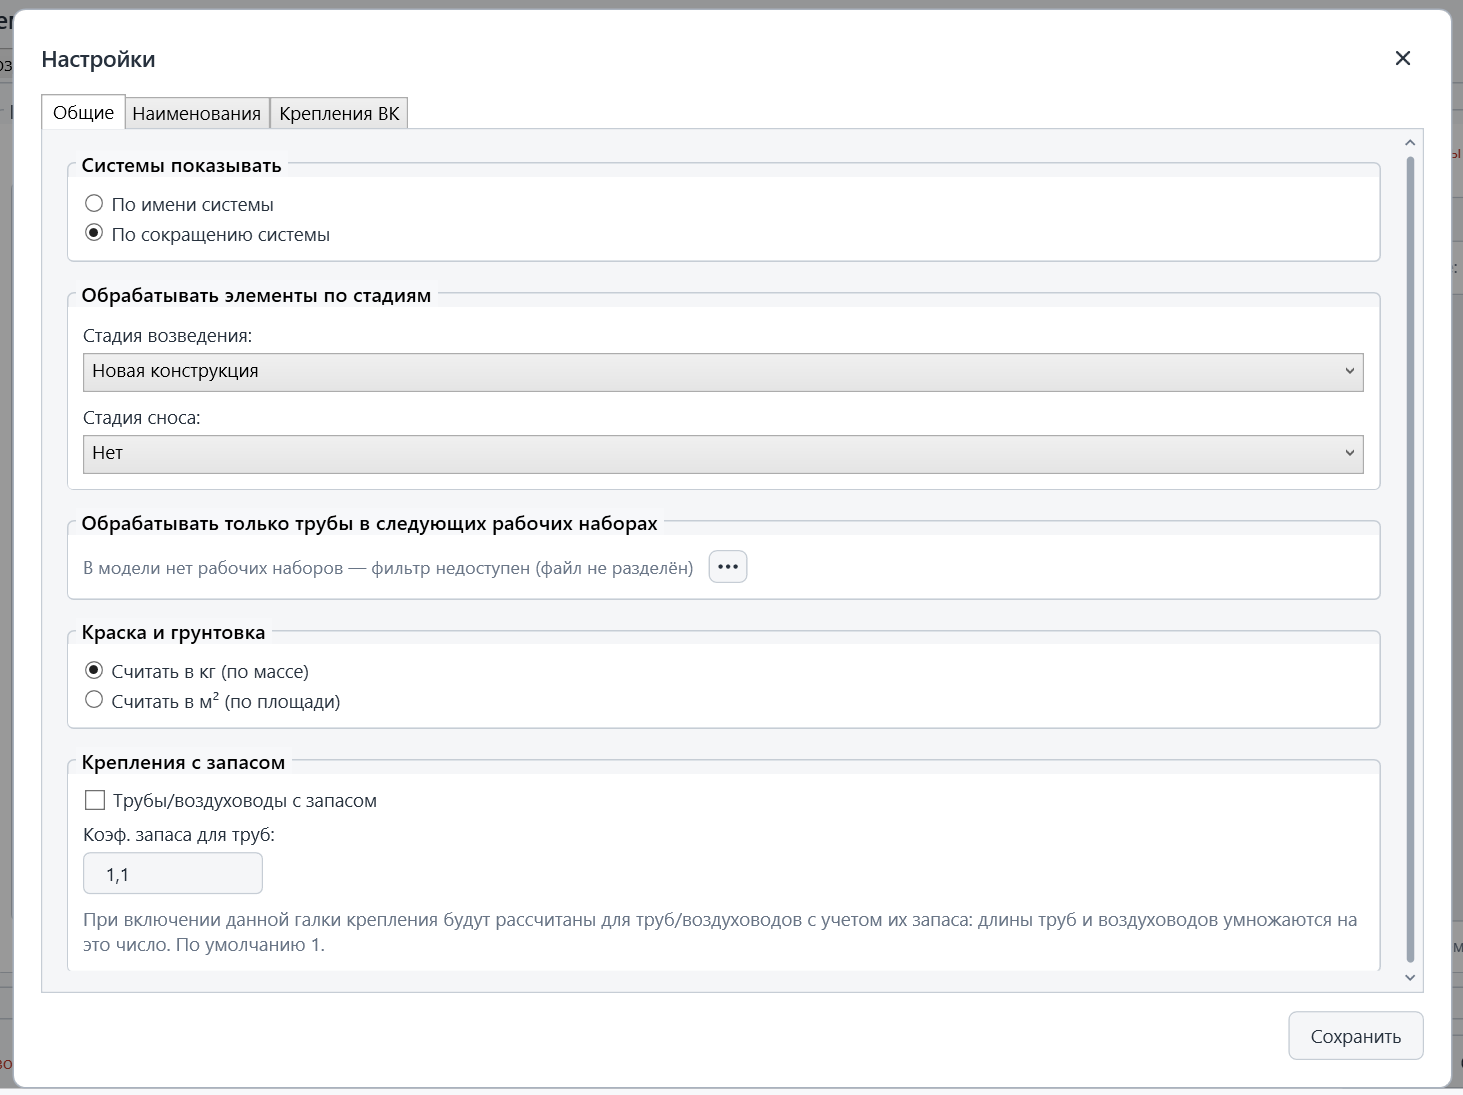 Настройки
Общие
Наименования
Крепления ВК
Системы показывать
По имени системы
По сокращению системы
Обрабатывать элементы по стадиям
Стадия возведения:
Новая конструкция
Стадия сноса:
Нет
Обрабатывать только трубы в следующих рабочих наборах
В модели нет рабочих наборов — фильтр недоступен (файл не разделён)
Краска и грунтовка
Считать в кг (по массе)
Считать в м² (по площади)
Крепления с запасом
Трубы/воздуховоды с запасом
Коэф. запаса для труб:
1,1
При включении данной галки крепления будут рассчитаны для труб/воздуховодов с учетом их запаса: длины труб и воздуховодов умножаются на
это число. По умолчанию 1.
Сохранить